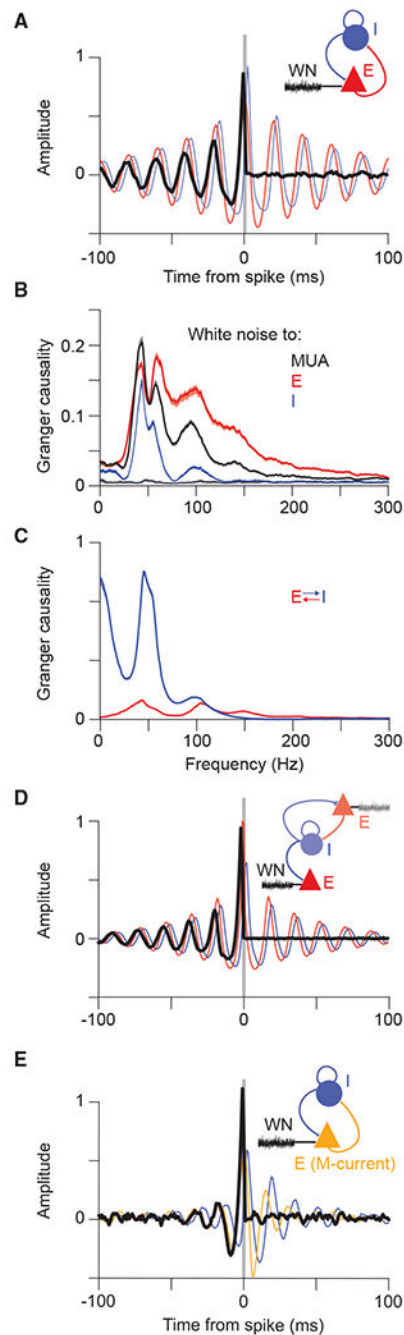 A
I
WN
E
1
Amplitude
0
-100
0
100
Time from spike (ms)
B
White noise to:
MUA
E
I
0.2
Granger causality
0.1
0
0
50
100
200
300
C
1
E I
Granger causality
0
0
100
200
300
Frequency (Hz)
D
E
I
WN
E
1
Amplitude
0
-100
0
100
E
I
WN
E (M-current)
1
Amplitude
0
-100
0
100
Time from spike (ms)